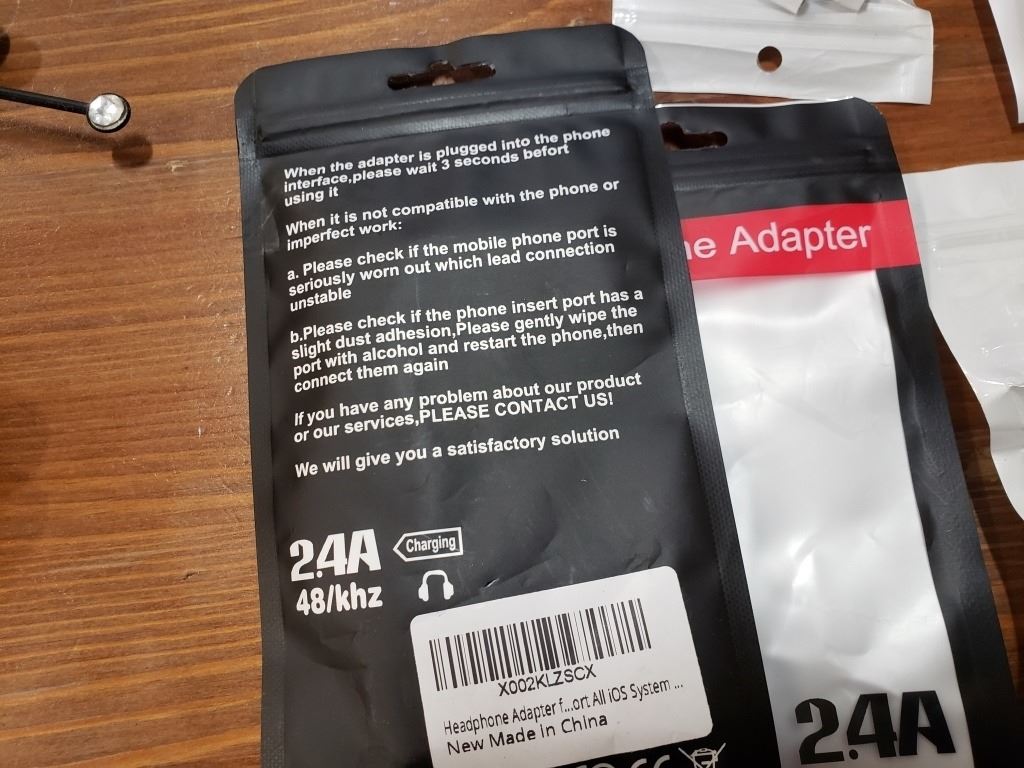 When the adapter is plugged into the phone
interface,please wait 3 seconds befort
using it
When it is not compatible with the phone or
imperfect work:
a. Please check if the mobile phone port is
seriously worn out which lead connection
unstable
b.Please check if the phone insert port has a
slight dust adhesion,Please gently wipe the
port with alcohol and restart the phone,then
connect them again
If you have any problem about our product
or our services,PLEASE CONTACT US!
We will give you a satisfactory solution
2.4A
Charging
48/khz
X002KLZSCX
Headphone Adapter f...ort All iOS System ...
New Made in China
Adapter
2.4A